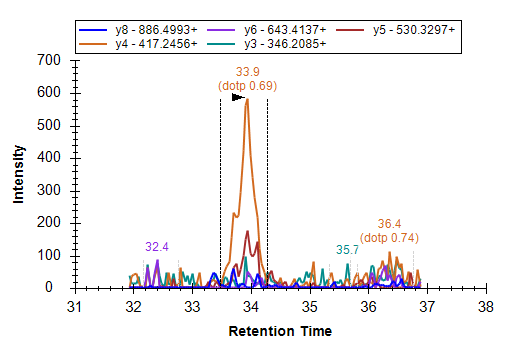 y8 - 886.4993+ y6 - 643.4137+ y5 - 530.3297+
y4 - 417.2456+ y3 - 346.2085+
700
600
500
400
300
200
100
0
Intensity
33.9
(dotp 0.69)
32.4
35.7
36.4
(dotp 0.74)
31 32 33 34 35 36 37 38
Retention Time